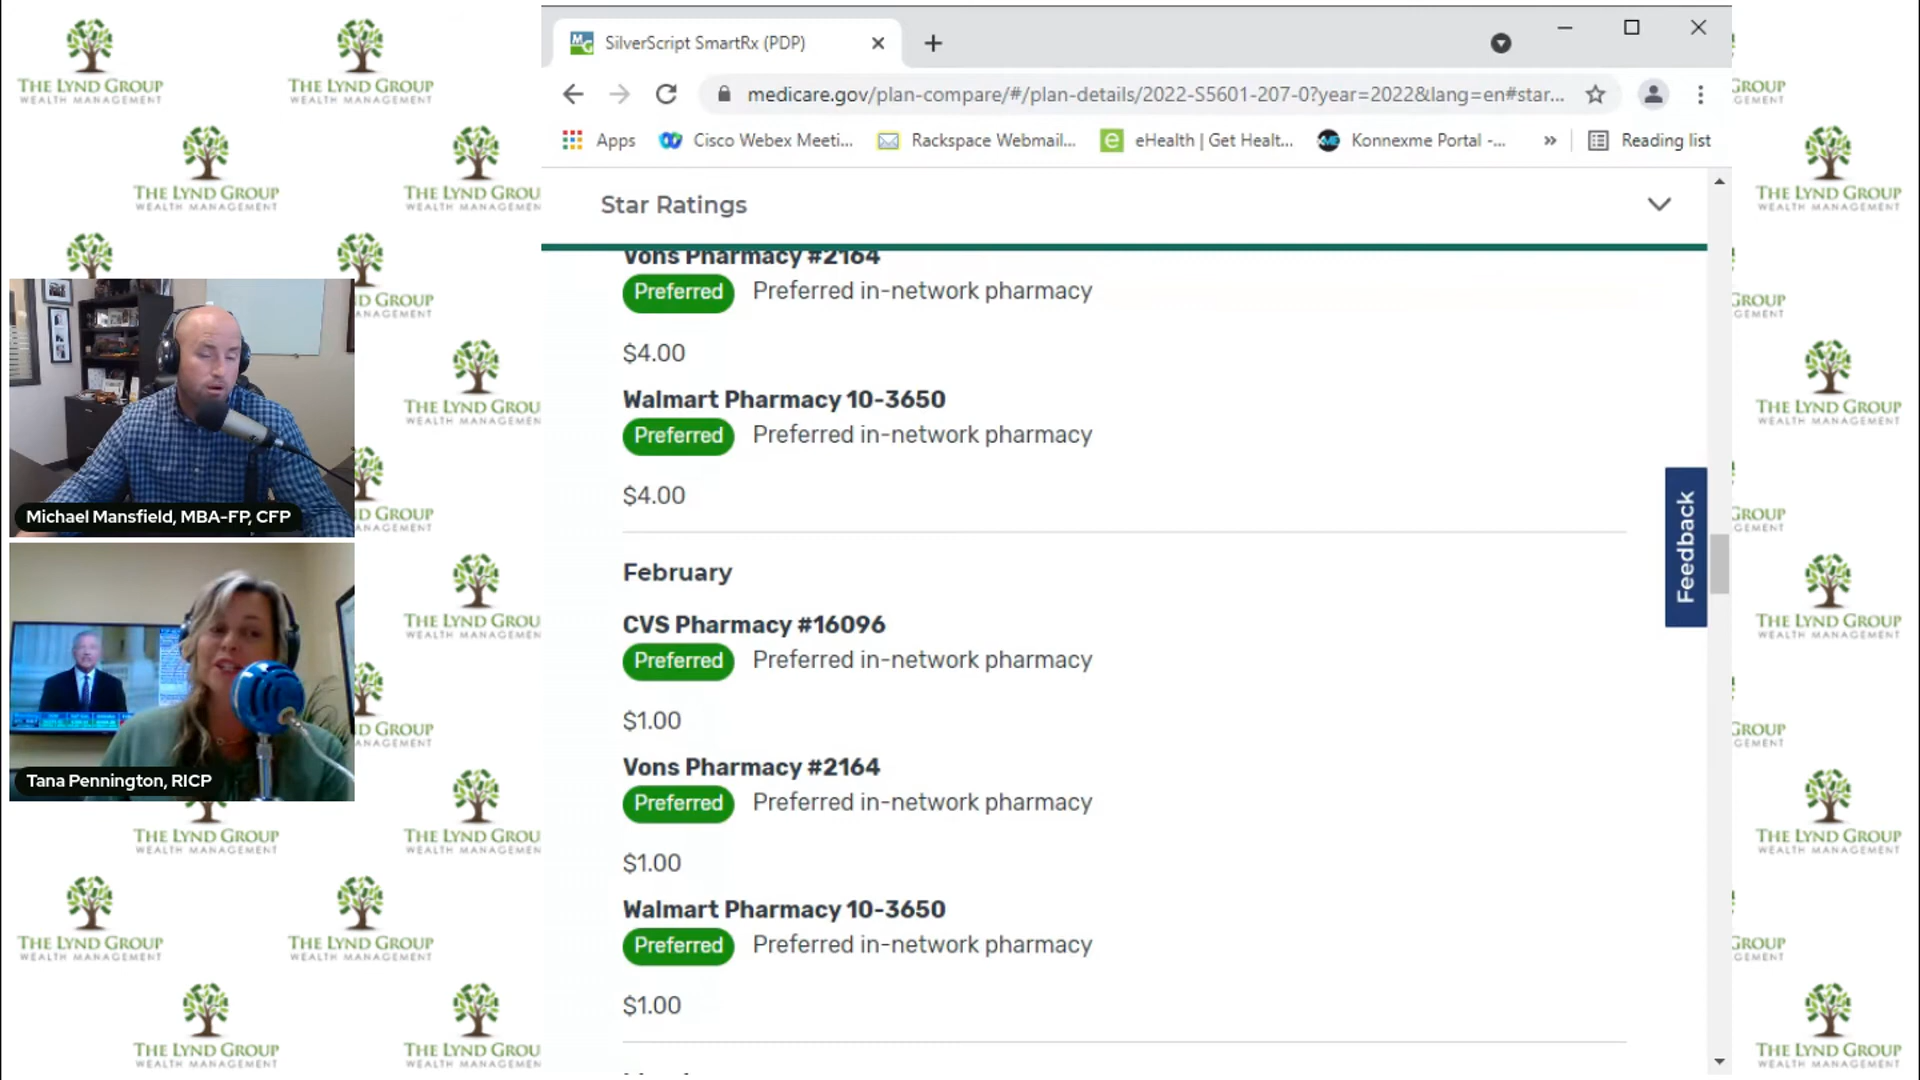 THE LYND GROUP
WEALTH MANAGEMENT
Michael Mansfield, MBA-FP, CFP
Tana Pennington, RICP
SilverScript SmartRx (PDP)
medicare.gov/plan-compare/#/plan-details/2022-S5601-207-0?year=2022&lang=en#star...
Apps
Cisco Webex Meeti...
Rackspace Webmail...
eHealth | Get Healt...
Konnexme Portal -...
»
Reading list
Star Ratings
Vons Pharmacy #2164
Preferred Preferred in-network pharmacy
$4.00
Walmart Pharmacy 10-3650
Preferred Preferred in-network pharmacy
$4.00
February
CVS Pharmacy #16096
Preferred Preferred in-network pharmacy
$1.00
Vons Pharmacy #2164
Preferred Preferred in-network pharmacy
$1.00
Walmart Pharmacy 10-3650
Preferred Preferred in-network pharmacy
$1.00
Feedback